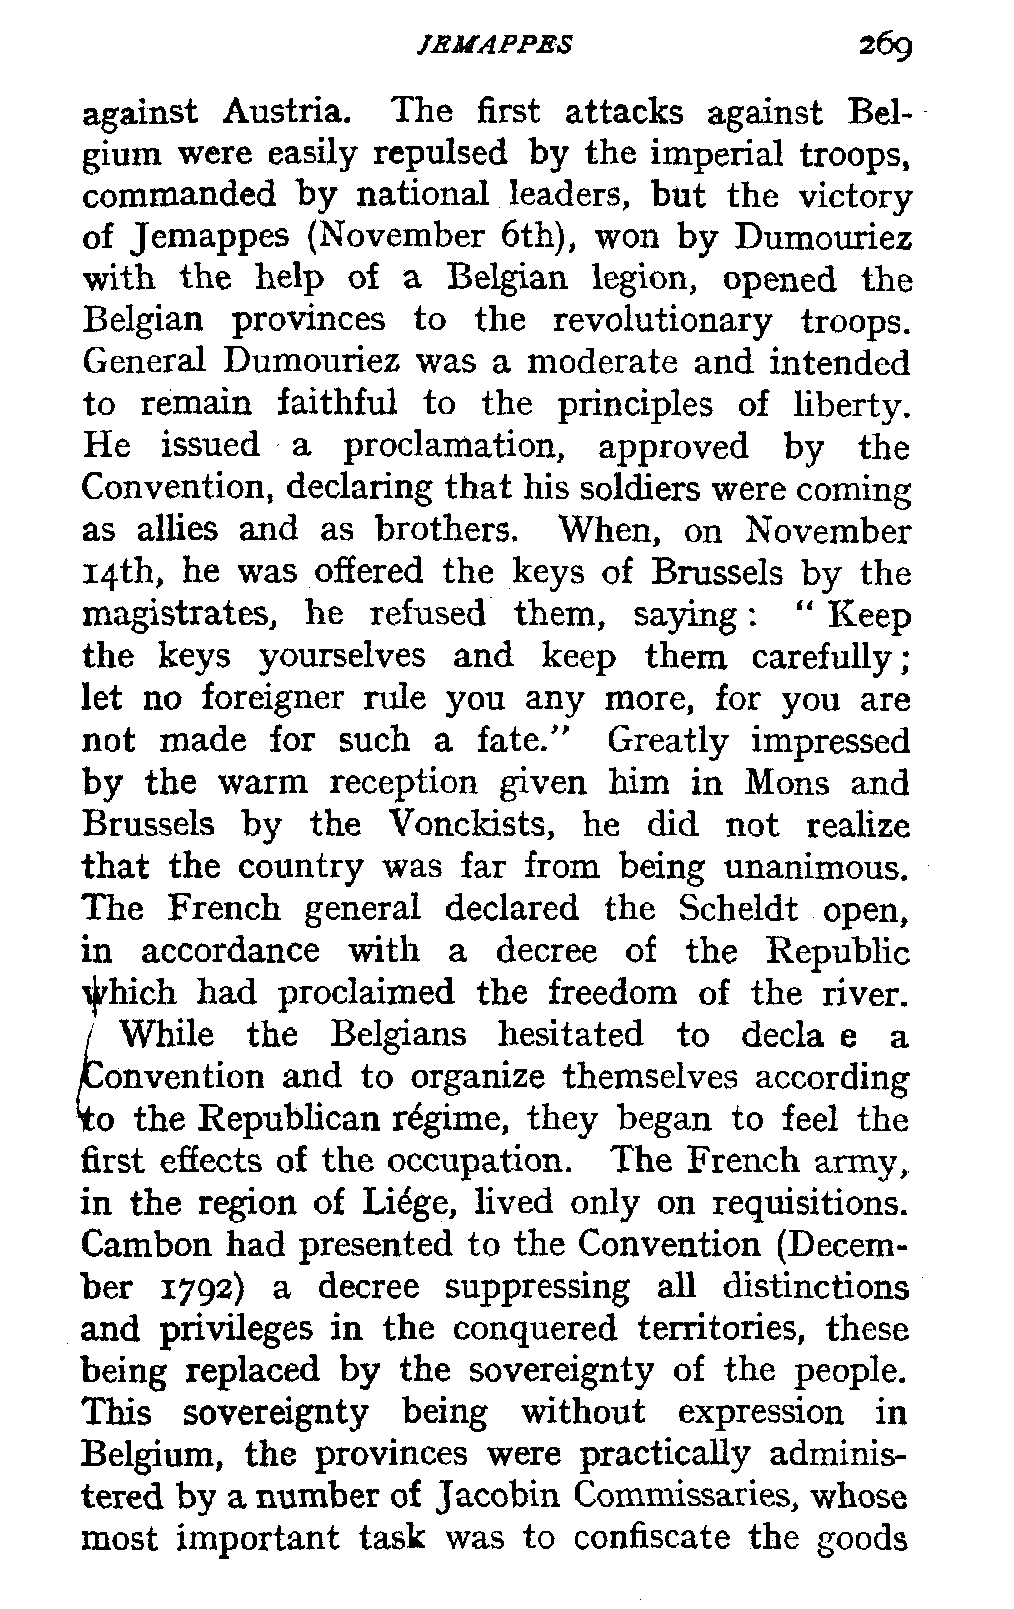 JEMAPPES 269
against Austria. The first attacks against Bel-
gium were easily repulsed by the imperial troops,
commanded by national leaders, but the victory
of Jemappes (November 6th), won by Dumouriez
with the help of a Belgian legion, opened the
Belgian provinces to the revolutionary troops.
General Dumouriez was a moderate and intended
to remain faithful to the principles of liberty.
He issued a proclamation, approved by the
Convention, declaring that his soldiers were coming
as allies and as brothers. When, on November
14th, he was offered the keys of Brussels by the
magistrates, he refused them, saying: "Keep
the keys yourselves and keep them carefully;
let no foreigner rule you any more, for you are
not made for such a fate." Greatly impressed
by the warm reception given him in Mons and
Brussels by the Vonckists, he did not realize
that the country was far from being unanimous.
The French general declared the Scheldt open,
in accordance with a decree of the Republic
which had proclaimed the freedom of the river.
While the Belgians hesitated to decla e a
Convention and to organize themselves according
to the Republican régime, they began to feel the
first effects of the occupation. The French army,
in the region of Liége, lived only on requisitions.
Cambon had presented to the Convention (Decem-
ber 1792) a decree suppressing all distinctions
and privileges in the conquered territories, these
being replaced by the sovereignty of the people.
This sovereignty being without expression in
Belgium, the provinces were practically adminis-
tered by a number of Jacobin Commissaries, whose
most important task was to confiscate the goods